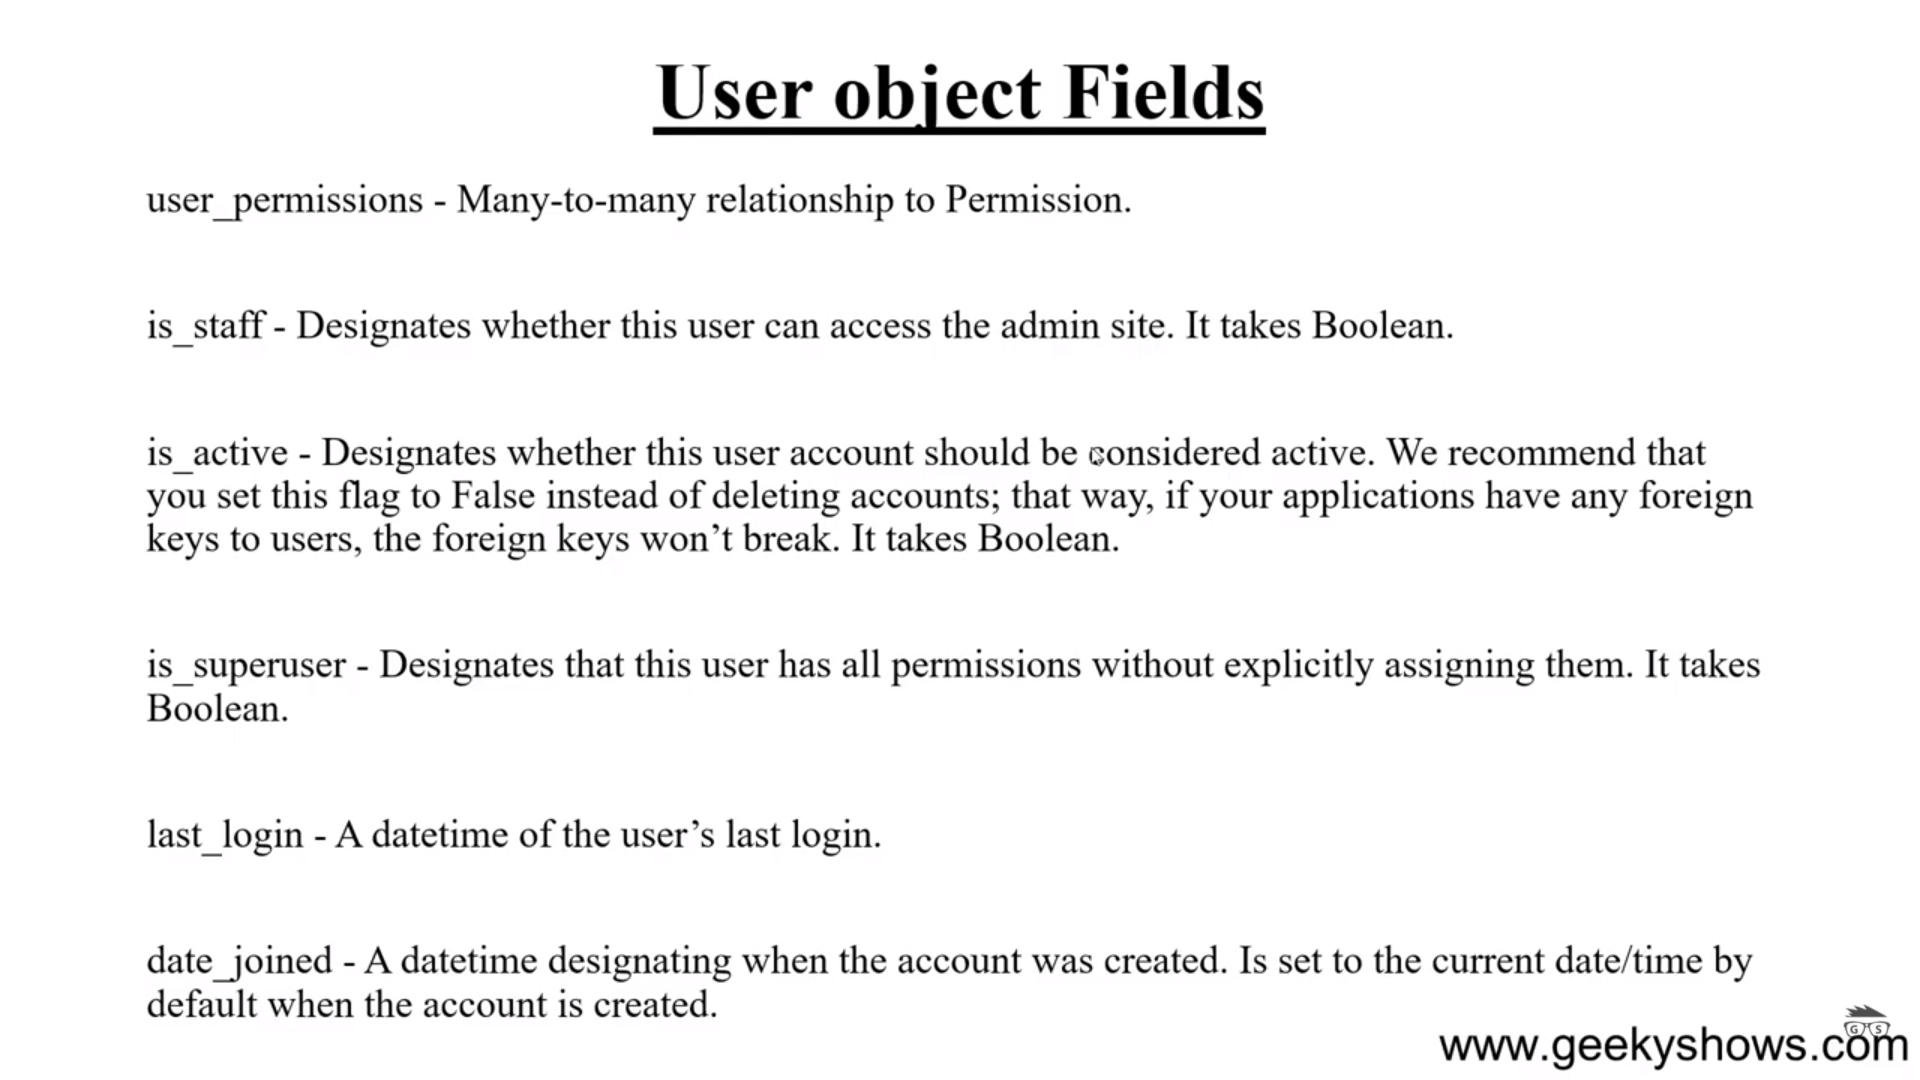 User object Fields
user_permissions - Many-to-many relationship to Permission.
is_staff - Designates whether this user can access the admin site. It takes Boolean.
is_active - Designates whether this user account should be considered active. We recommend that
you set this flag to False instead of deleting accounts; that way, if your applications have any foreign
keys to users, the foreign keys won’t break. It takes Boolean.
is_superuser - Designates that this user has all permissions without explicitly assigning them. It takes
Boolean.
last_login - A datetime of the user’s last login.
date_joined - A datetime designating when the account was created. Is set to the current date/time by
default when the account is created.
G S
www.geekyshows.com